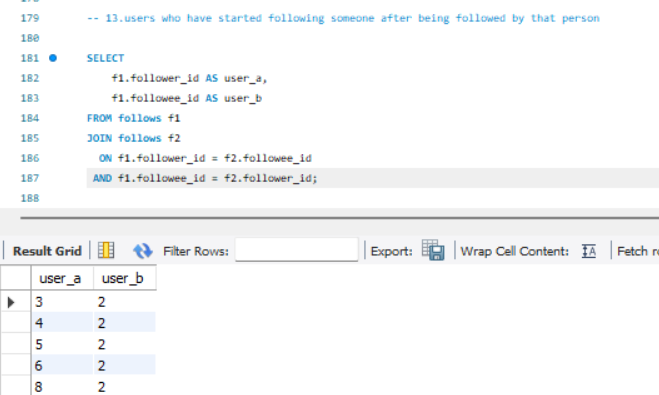 179 -- 13.users who have started following someone after being followed by that person
180
181 SELECT
182 f1.follower_id AS user_a,
183 f1.followee_id AS user_b
184 FROM follows f1
185 JOIN follows f2
186 ON f1.follower_id = f2.followee_id
187 AND f1.followee_id = f2.follower_id;
188
Result Grid Filter Rows: Export: Wrap Cell Content: IA Fetch ro
user_a user_b
3 2
4 2
5 2
6 2
8 2